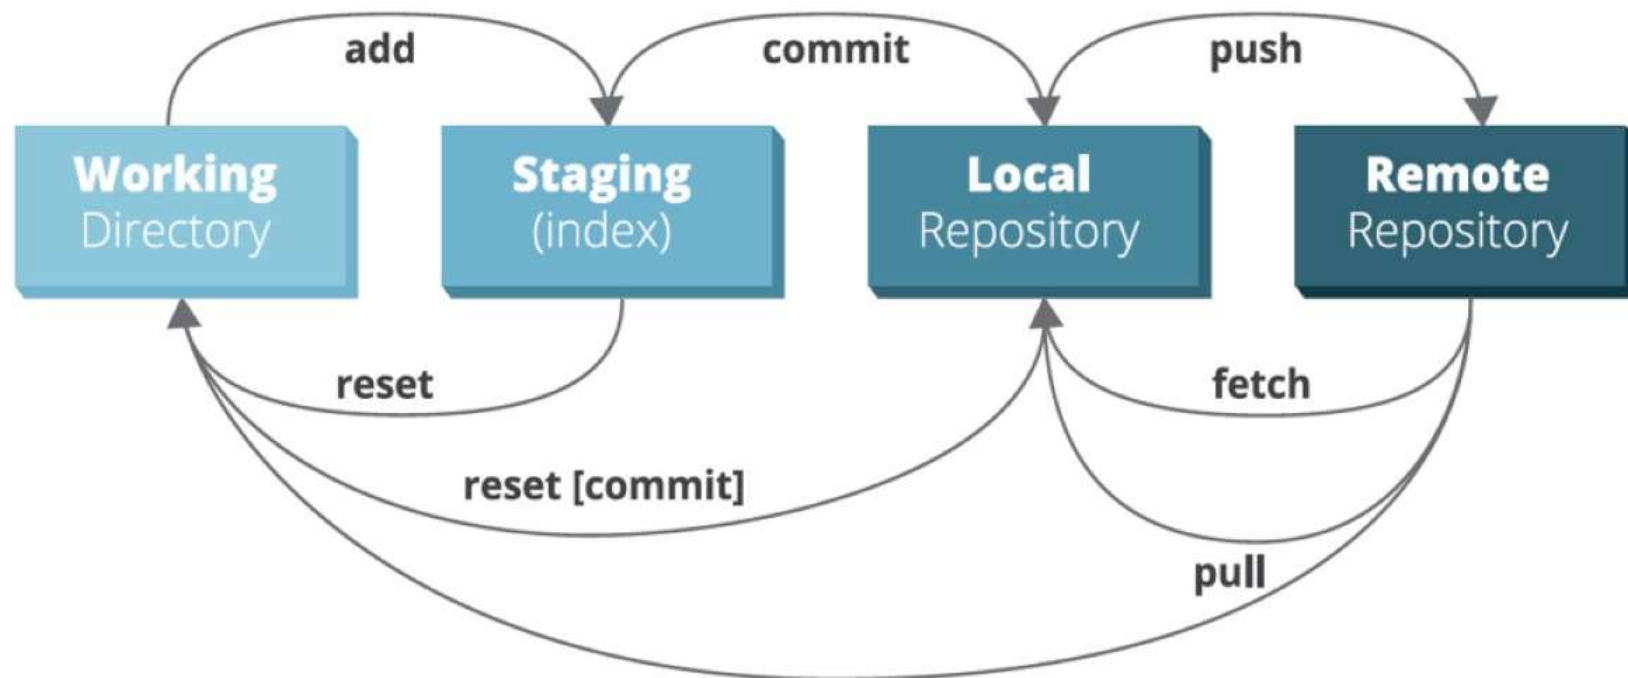 add
commit
push
Working
Directory
Staging
(index)
Local
Repository
Remote
Repository
reset
fetch
reset [commit]
pull